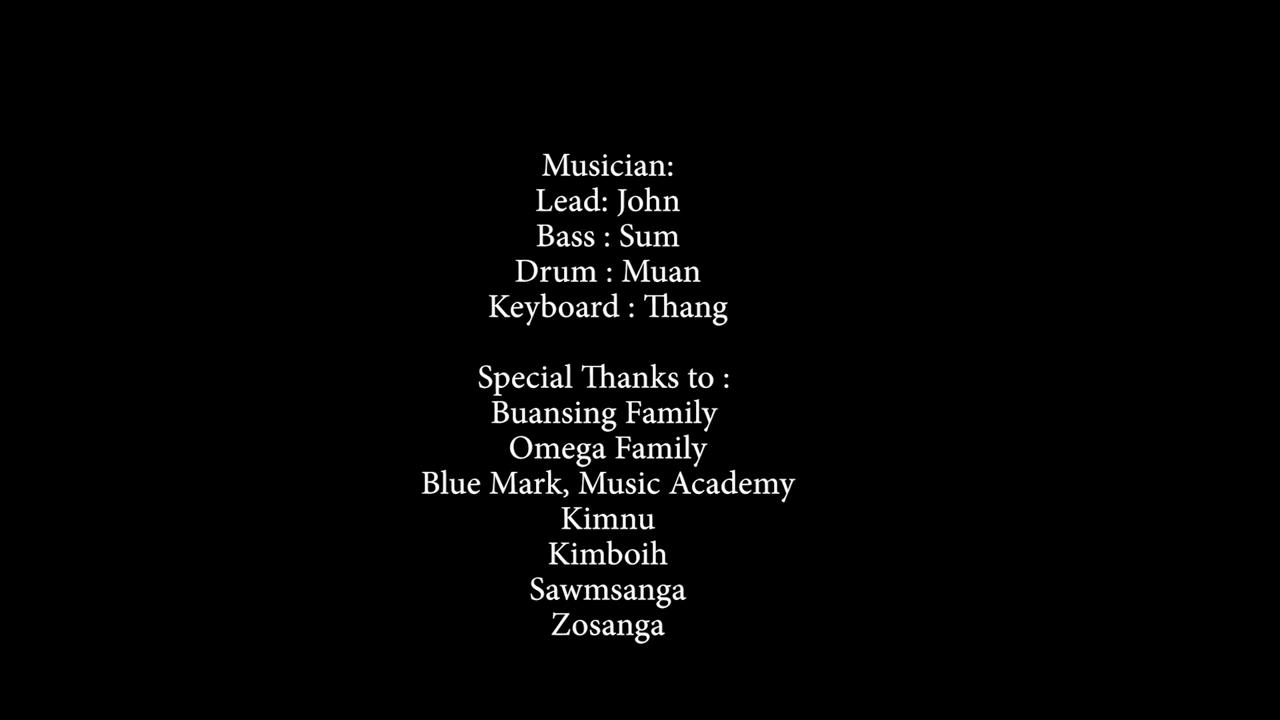 Musician:
Lead: John
Bass : Sum
Drum : Muan
Keyboard : Thang
Special Thanks to :
Buansing Family
Omega Family
Blue Mark, Music Academy
Kimnu
Kimboih
Sawmsanga
Zosanga